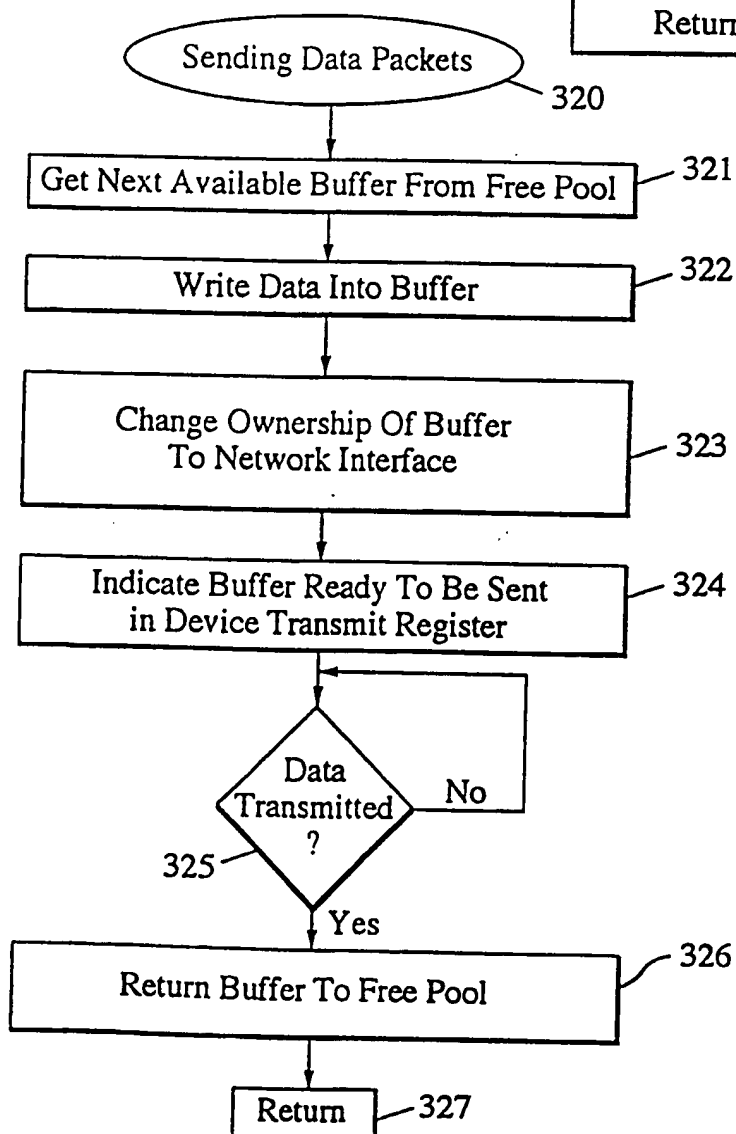 Return
Sending Data Packets
320
Get Next Available Buffer From Free Pool
321
Write Data Into Buffer
322
Change Ownership Of Buffer
To Network Interface
323
Indicate Buffer Ready To Be Sent
in Device Transmit Register
324
Data
Transmitted
?
No
325
Yes
Return Buffer To Free Pool
326
Return
327